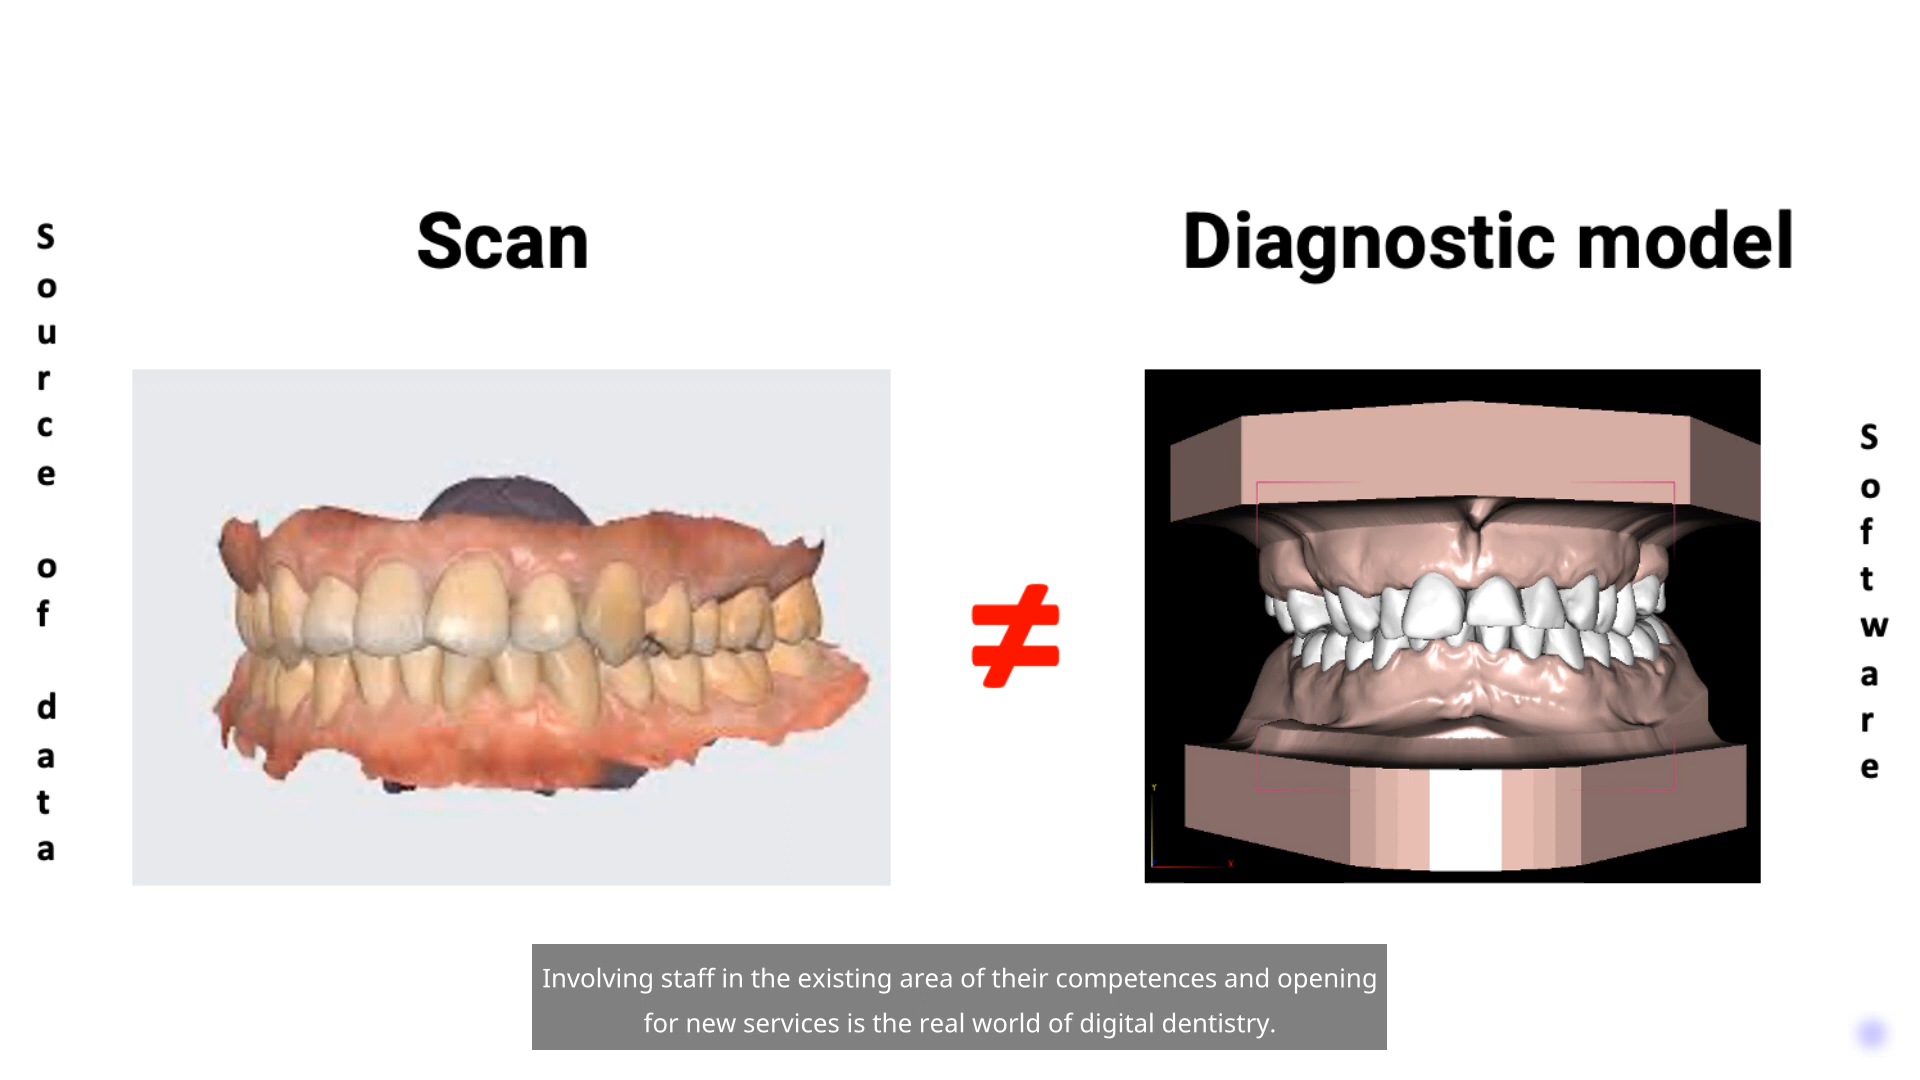 Scan
Diagnostic model
Source of data
≠
Software
Y
X
Involving staff in the existing area of their competences and opening
for new services is the real world of digital dentistry.